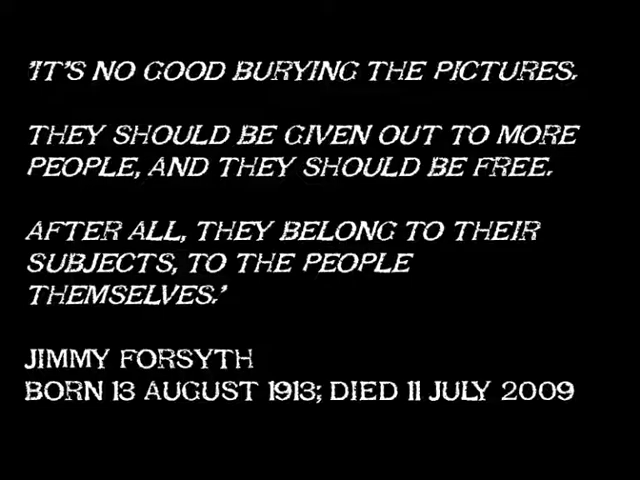 'IT'S NO GOOD BURYING THE PICTURES.
THEY SHOULD BE GIVEN OUT TO MORE
PEOPLE, AND THEY SHOULD BE FREE.
AFTER ALL, THEY BELONG TO THEIR
SUBJECTS, TO THE PEOPLE
THEMSELVES.'
JIMMY FORSYTH
BORN 13 AUGUST 1913; DIED 11 JULY 2009